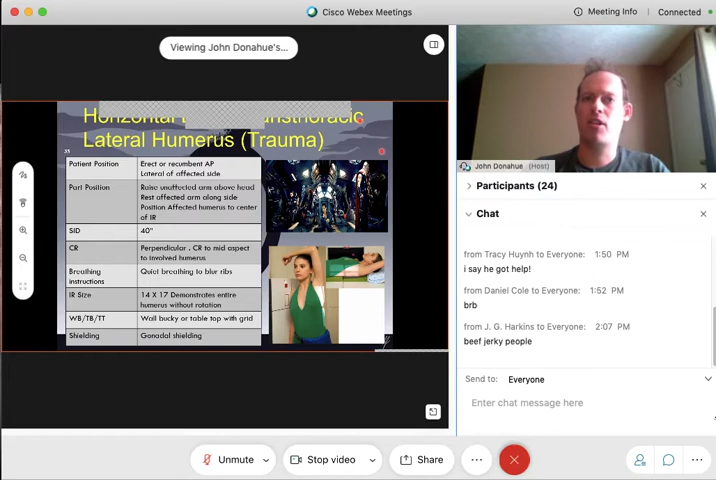 Cisco Webex Meetings
Meeting Info
Connected
Viewing John Donahue's...
Horizontal
Lateral Humerus (Trauma)
35
Patient Position
Erect or recumbent AP
Lateral of affected side
Part Position
Raise unaffected arm above head
Rest affected arm along side
Position Affected humerus to center
of IR
SID
40"
CR
Perpendicular . CR to mid aspect
to involved humerus
Breathing
instructions
Quiet breathing to blur ribs
IR Size
14 X 17 Demonstrates entire
humerus without rotation
WB/TB/TT
Wall bucky or table top with grid
Shielding
Gonadal shielding
John Donahue (Host)
Participants (24)
Chat
from Tracy Huynh to Everyone: 1:50 PM
i say he got help!
from Daniel Cole to Everyone: 1:52 PM
brb
from J. G. Harkins to Everyone: 2:07 PM
beef jerky people
Send to: Everyone
Enter chat message here
Unmute
Stop video
Share